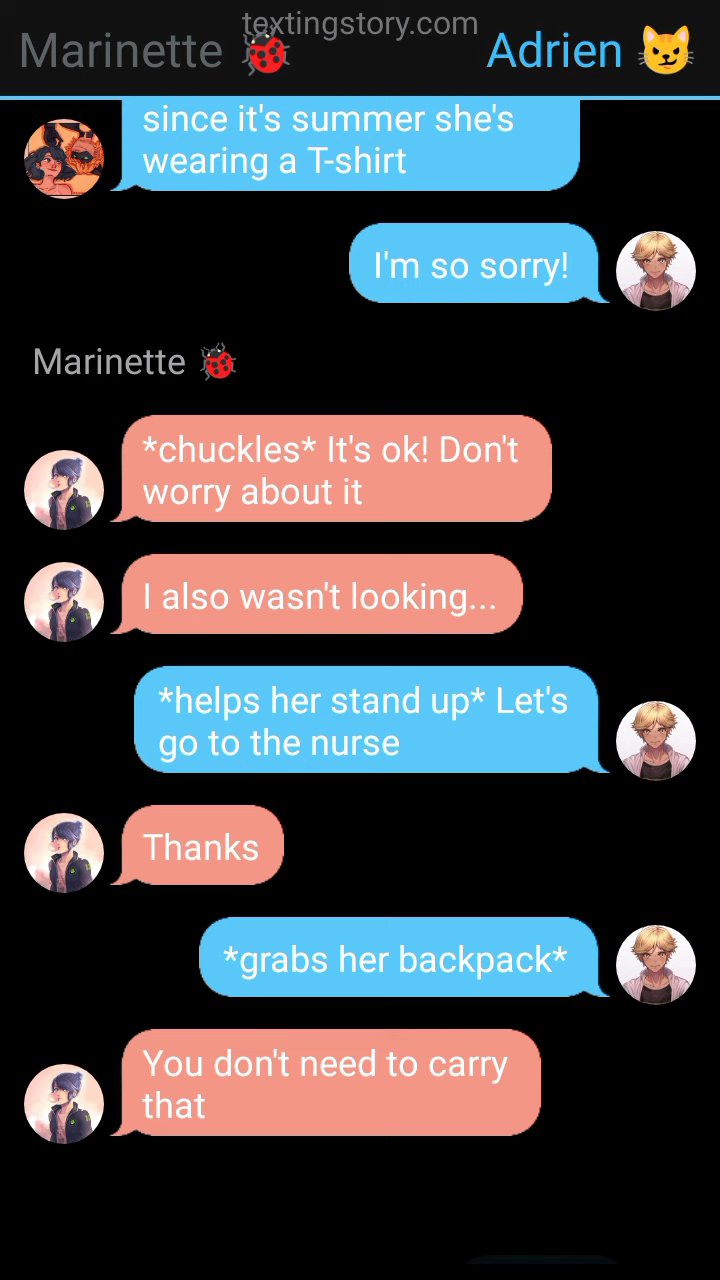 textingstory.com
Marinette 🐞
Adrien 😼
since it's summer she's
wearing a T-shirt
I'm so sorry!
Marinette 🐞
*chuckles* It's ok! Don't
worry about it
I also wasn't looking...
*helps her stand up* Let's
go to the nurse
Thanks
*grabs her backpack*
You don't need to carry
that